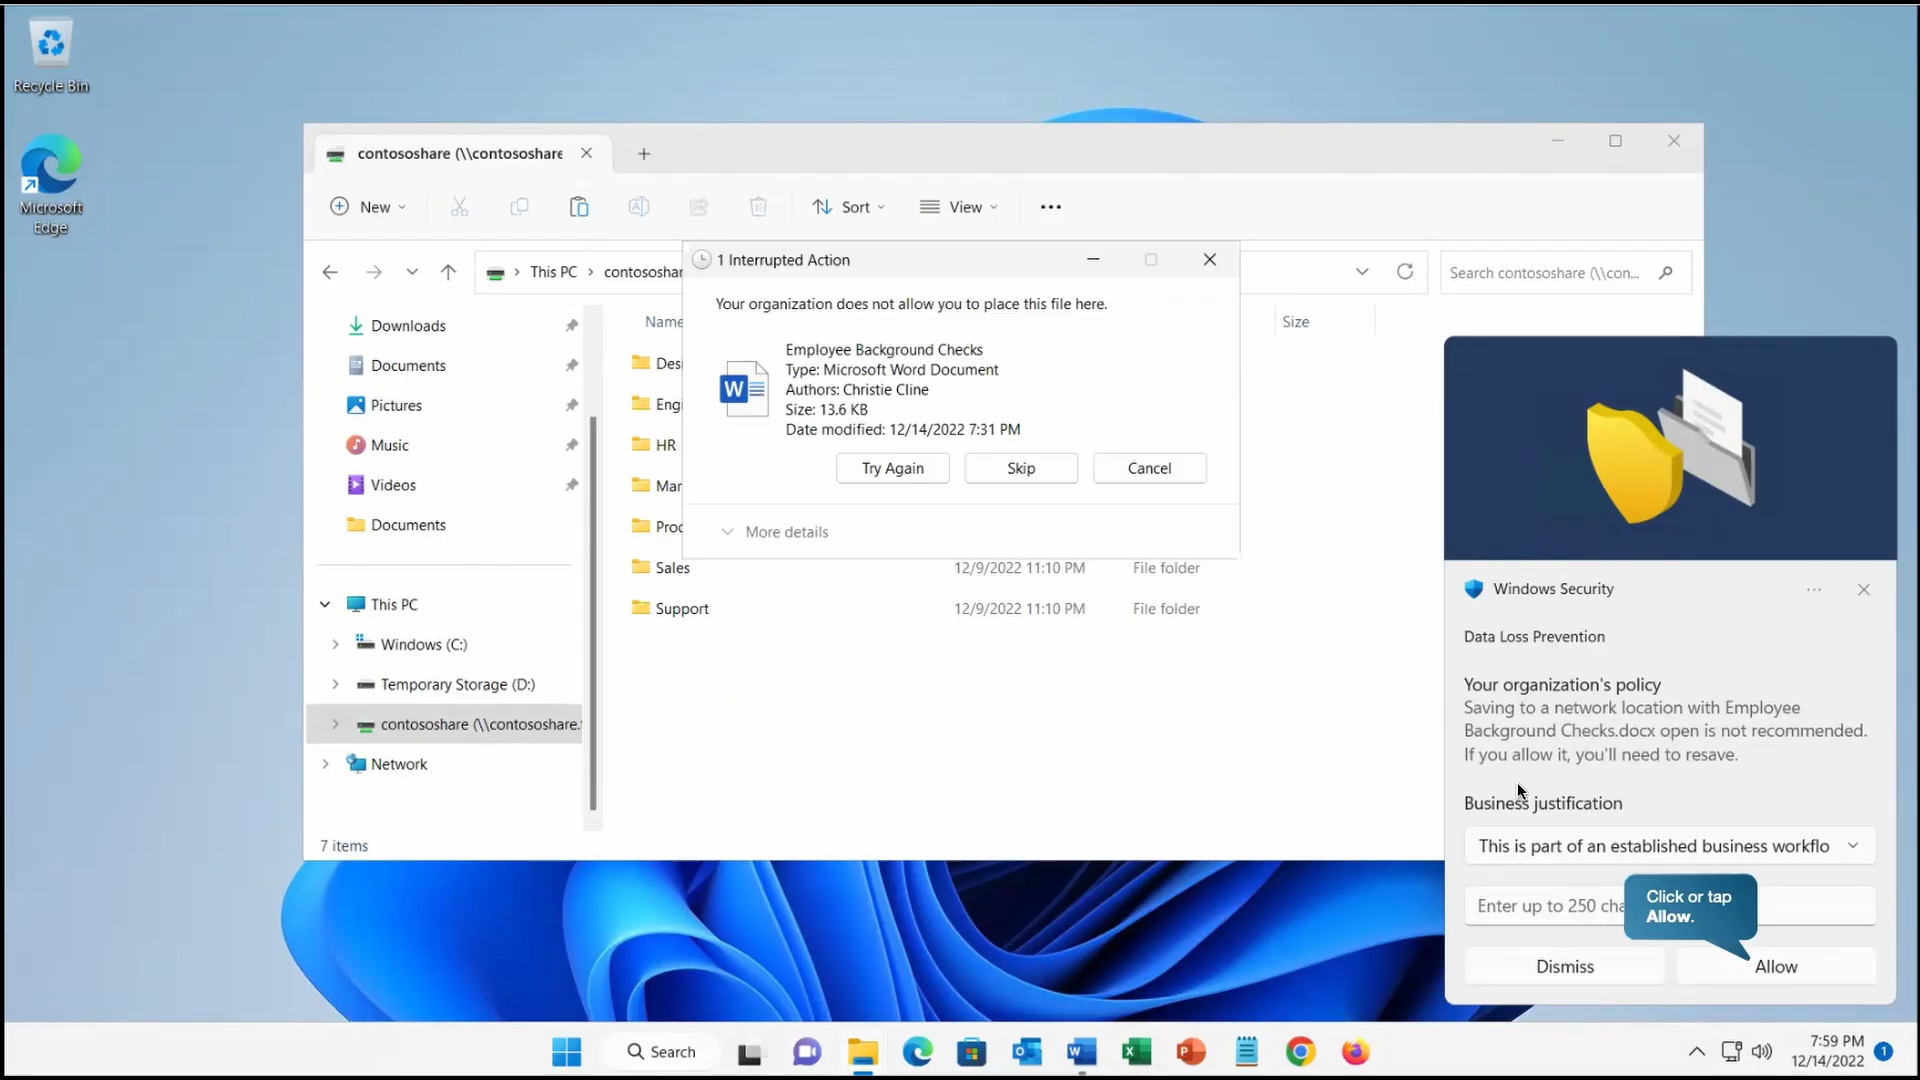 Recycle Bin
Microsoft
Edge
contososhare (\\contososhare
New
Sort
View
This PC
contososhar
Search contososhare (\\con...
Downloads
Documents
Pictures
Music
Videos
Documents
This PC
Windows (C:)
Temporary Storage (D:)
contososhare (\\contososhare.
Network
7 items
Name
Size
Desi
Engi
HR
Mar
Proc
Sales 12/9/2022 11:10 PM File folder
Support 12/9/2022 11:10 PM File folder
1 Interrupted Action
Your organization does not allow you to place this file here.
Employee Background Checks
Type: Microsoft Word Document
Authors: Christie Cline
Size: 13.6 KB
Date modified: 12/14/2022 7:31 PM
Try Again Skip Cancel
More details
Windows Security
Data Loss Prevention
Your organization's policy
Saving to a network location with Employee
Background Checks.docx open is not recommended.
If you allow it, you'll need to resave.
Business justification
This is part of an established business workflo
Enter up to 250 cha
Click or tap
Allow.
Dismiss Allow
Search
7:59 PM
12/14/2022
1